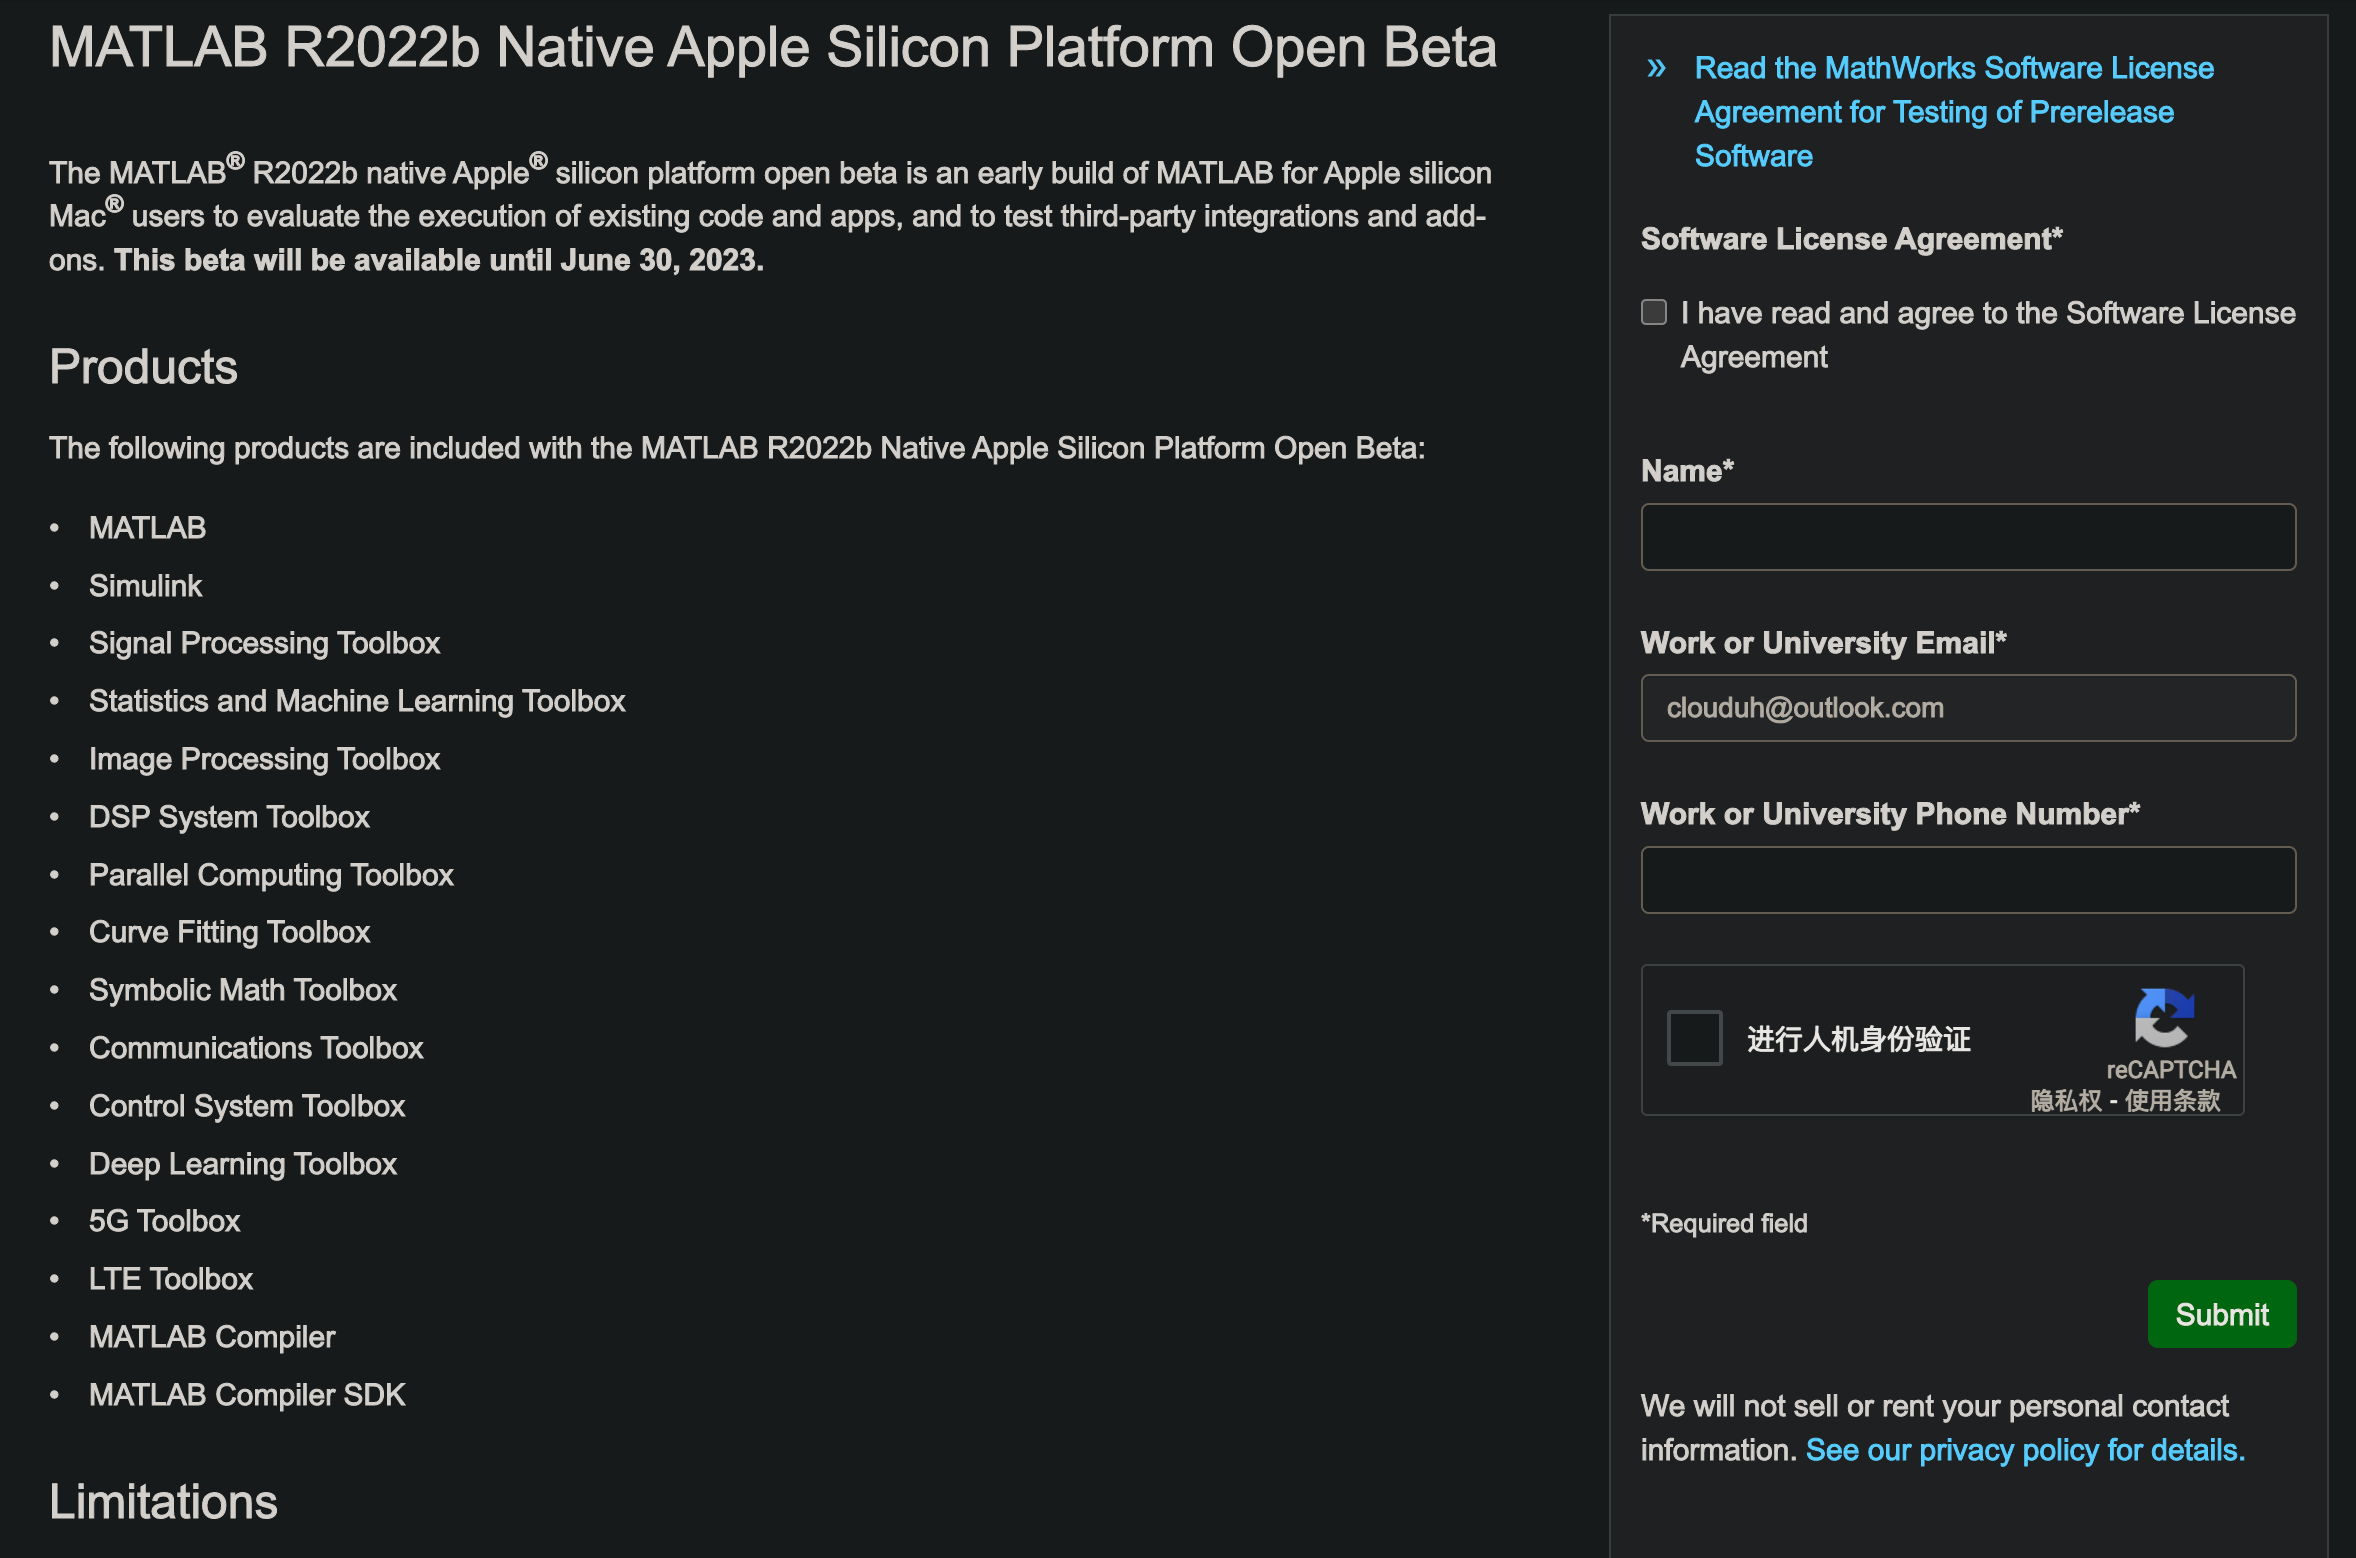 MATLAB R2022b Native Apple Silicon Platform Open Beta
The MATLAB® R2022b native Apple® silicon platform open beta is an early build of MATLAB for Apple silicon
Mac® users to evaluate the execution of existing code and apps, and to test third-party integrations and add-
ons. This beta will be available until June 30, 2023.
Products
The following products are included with the MATLAB R2022b Native Apple Silicon Platform Open Beta:
• MATLAB
• Simulink
• Signal Processing Toolbox
• Statistics and Machine Learning Toolbox
• Image Processing Toolbox
• DSP System Toolbox
• Parallel Computing Toolbox
• Curve Fitting Toolbox
• Symbolic Math Toolbox
• Communications Toolbox
• Control System Toolbox
• Deep Learning Toolbox
• 5G Toolbox
• LTE Toolbox
• MATLAB Compiler
• MATLAB Compiler SDK
Limitations
» Read the MathWorks Software License
Agreement for Testing of Prerelease
Software
Software License Agreement*
I have read and agree to the Software License
Agreement
Name*
Work or University Email*
clouduh@outlook.com
Work or University Phone Number*
进行人机身份验证
reCAPTCHA
隐私权 - 使用条款
*Required field
Submit
We will not sell or rent your personal contact
information. See our privacy policy for details.